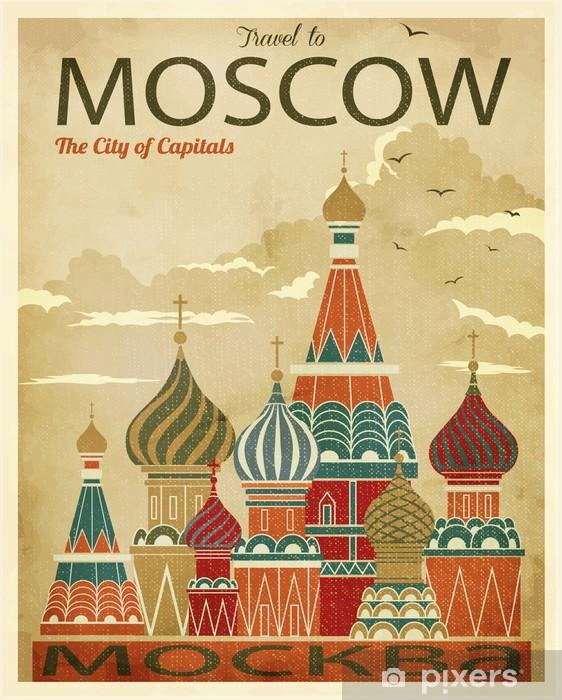 Travel to
MOSCOW
The City of Capitals
МОСКВа
pixers